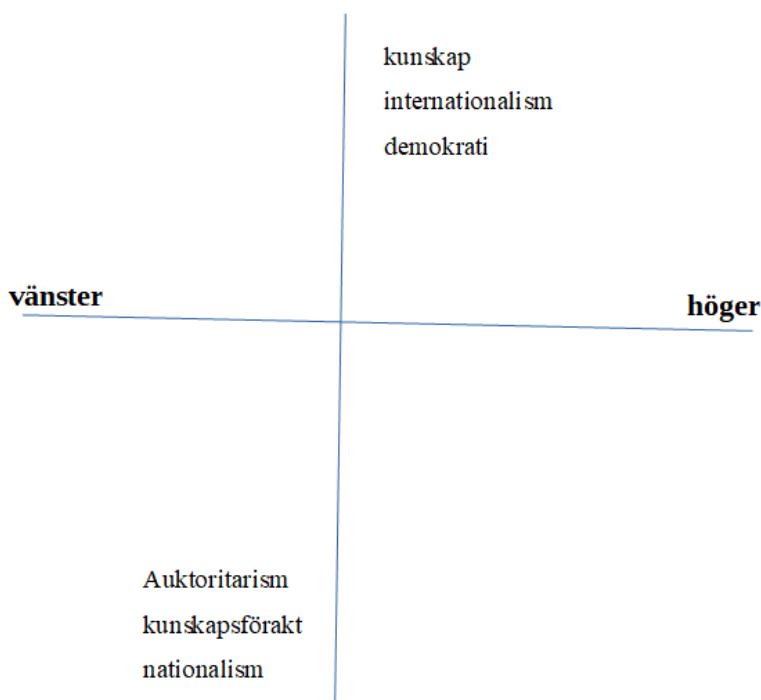 kunskap
internationalism
demokrati
vänster
höger
Auktoritarism
kunskapsförakt
nationalism